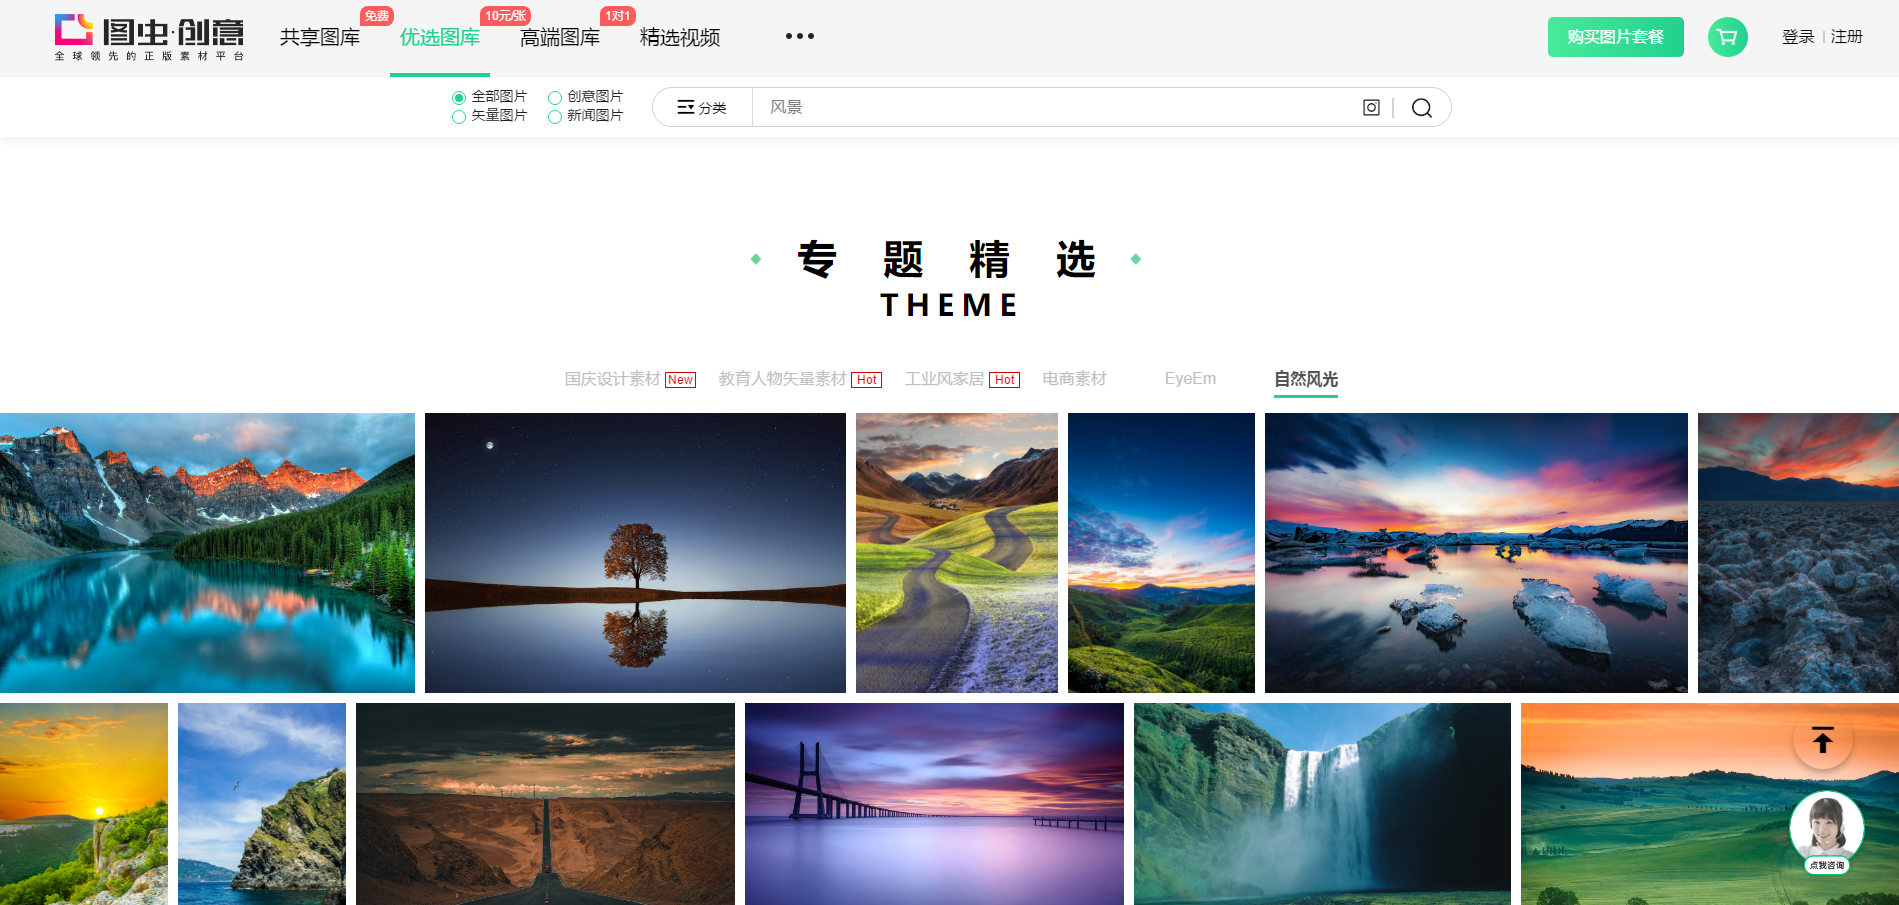 图虫·创意
全球领先的正版素材平台
共享图库
免费
优选图库
10元/张
高端图库
1对1
精选视频
购买图片套餐
登录
注册
全部图片
创意图片
矢量图片
新闻图片
分类
风景
专题精选
THEME
国庆设计素材 New
教育人物矢量素材 Hot
工业风家居 Hot
电商素材
EyeEm
自然风光
点我咨询